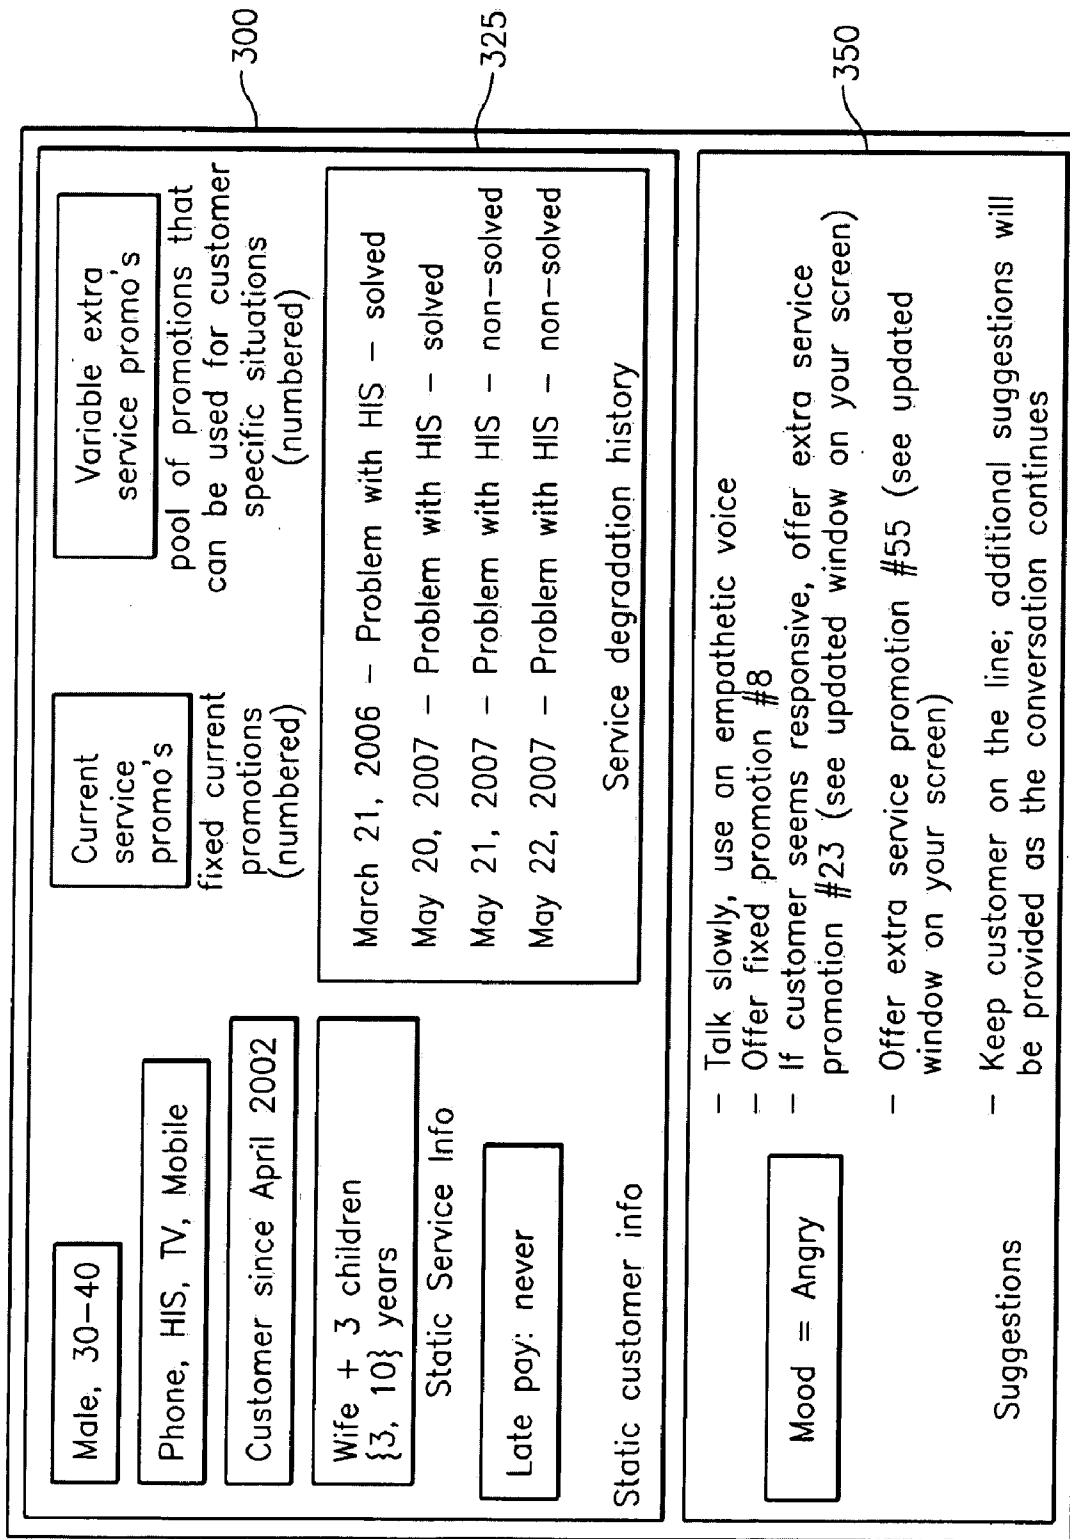 Male, 30-40
Phone, HIS, TV, Mobile
Customer since April 2002
Wife + 3 children
{3, 10} years
Static Service Info
Late pay: never
Static customer info
Current
service
promo's
fixed current
promotions
(numbered)
Variable extra
service promo's
pool of promotions that
can be used for customer
specific situations
(numbered)
March 21, 2006 – Problem with HIS – solved
May 20, 2007 – Problem with HIS – solved
May 21, 2007 – Problem with HIS – non-solved
May 22, 2007 – Problem with HIS – non-solved
Service degradation history
300
325
Mood = Angry
Suggestions
– Talk slowly, use an empathetic voice
– Offer fixed promotion #8
– If customer seems responsive, offer extra service
promotion #23 (see updated window on your screen)
– Offer extra service promotion #55 (see updated
window on your screen)
– Keep customer on the line; additional suggestions will
be provided as the conversation continues
350